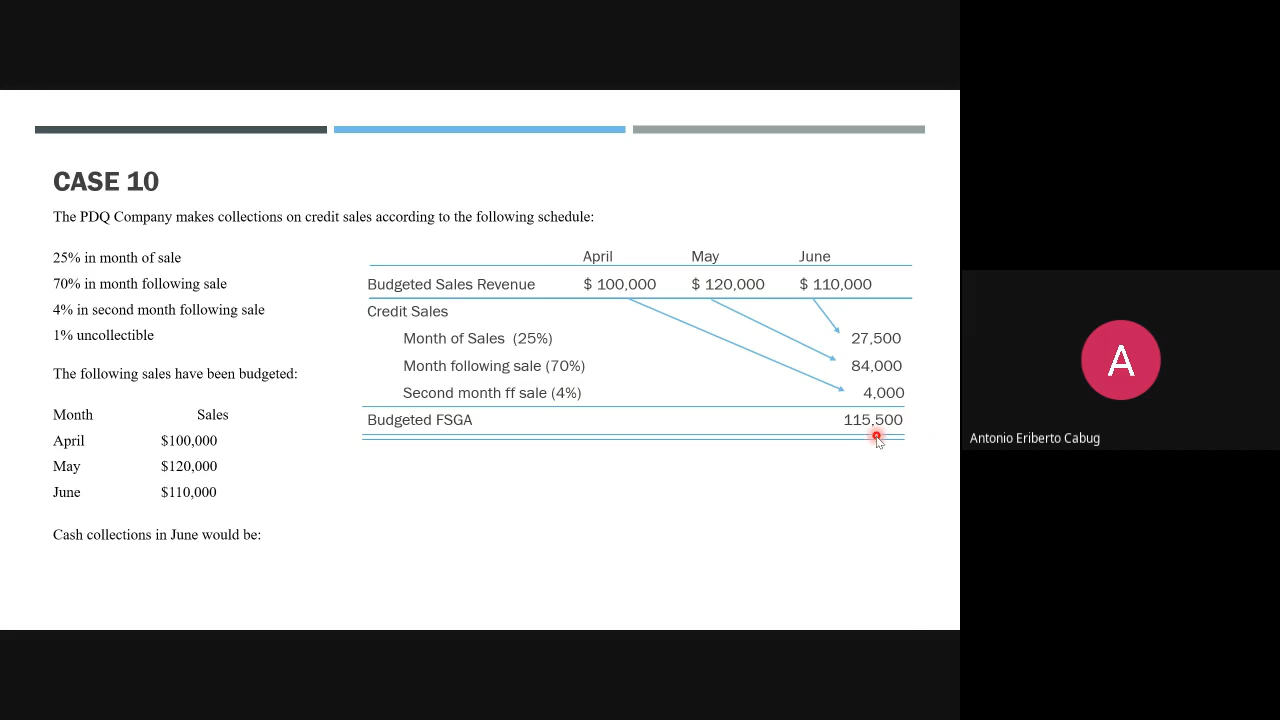 CASE 10
The PDQ Company makes collections on credit sales according to the following schedule:
25% in month of sale
70% in month following sale
4% in second month following sale
1% uncollectible
The following sales have been budgeted:
Month Sales
April $100,000
May $120,000
June $110,000
Cash collections in June would be:
April May June
Budgeted Sales Revenue $ 100,000 $ 120,000 $ 110,000
Credit Sales
Month of Sales (25%) 27,500
Month following sale (70%) 84,000
Second month ff sale (4%) 4,000
Budgeted FSGA 115,500
A
Antonio Eriberto Cabug